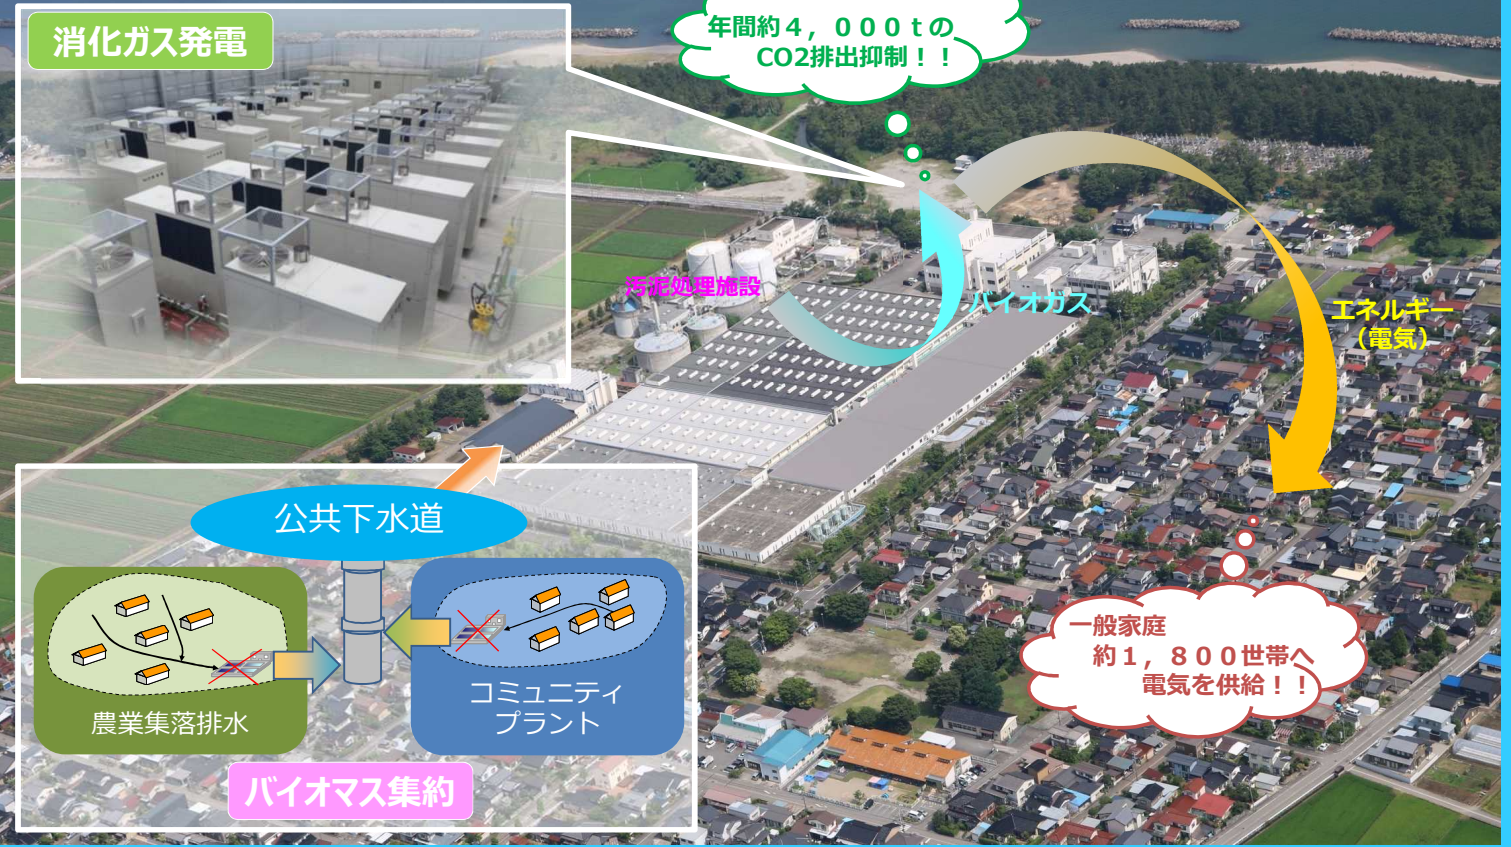 消化ガス発電
年間約４，０００ｔの
CO2排出抑制！！
汚泥処理施設
バイオガス
エネルギー
（電気）
公共下水道
農業集落排水
コミュニティ
プラント
バイオマス集約
一般家庭
約１，８００世帯へ
電気を供給！！